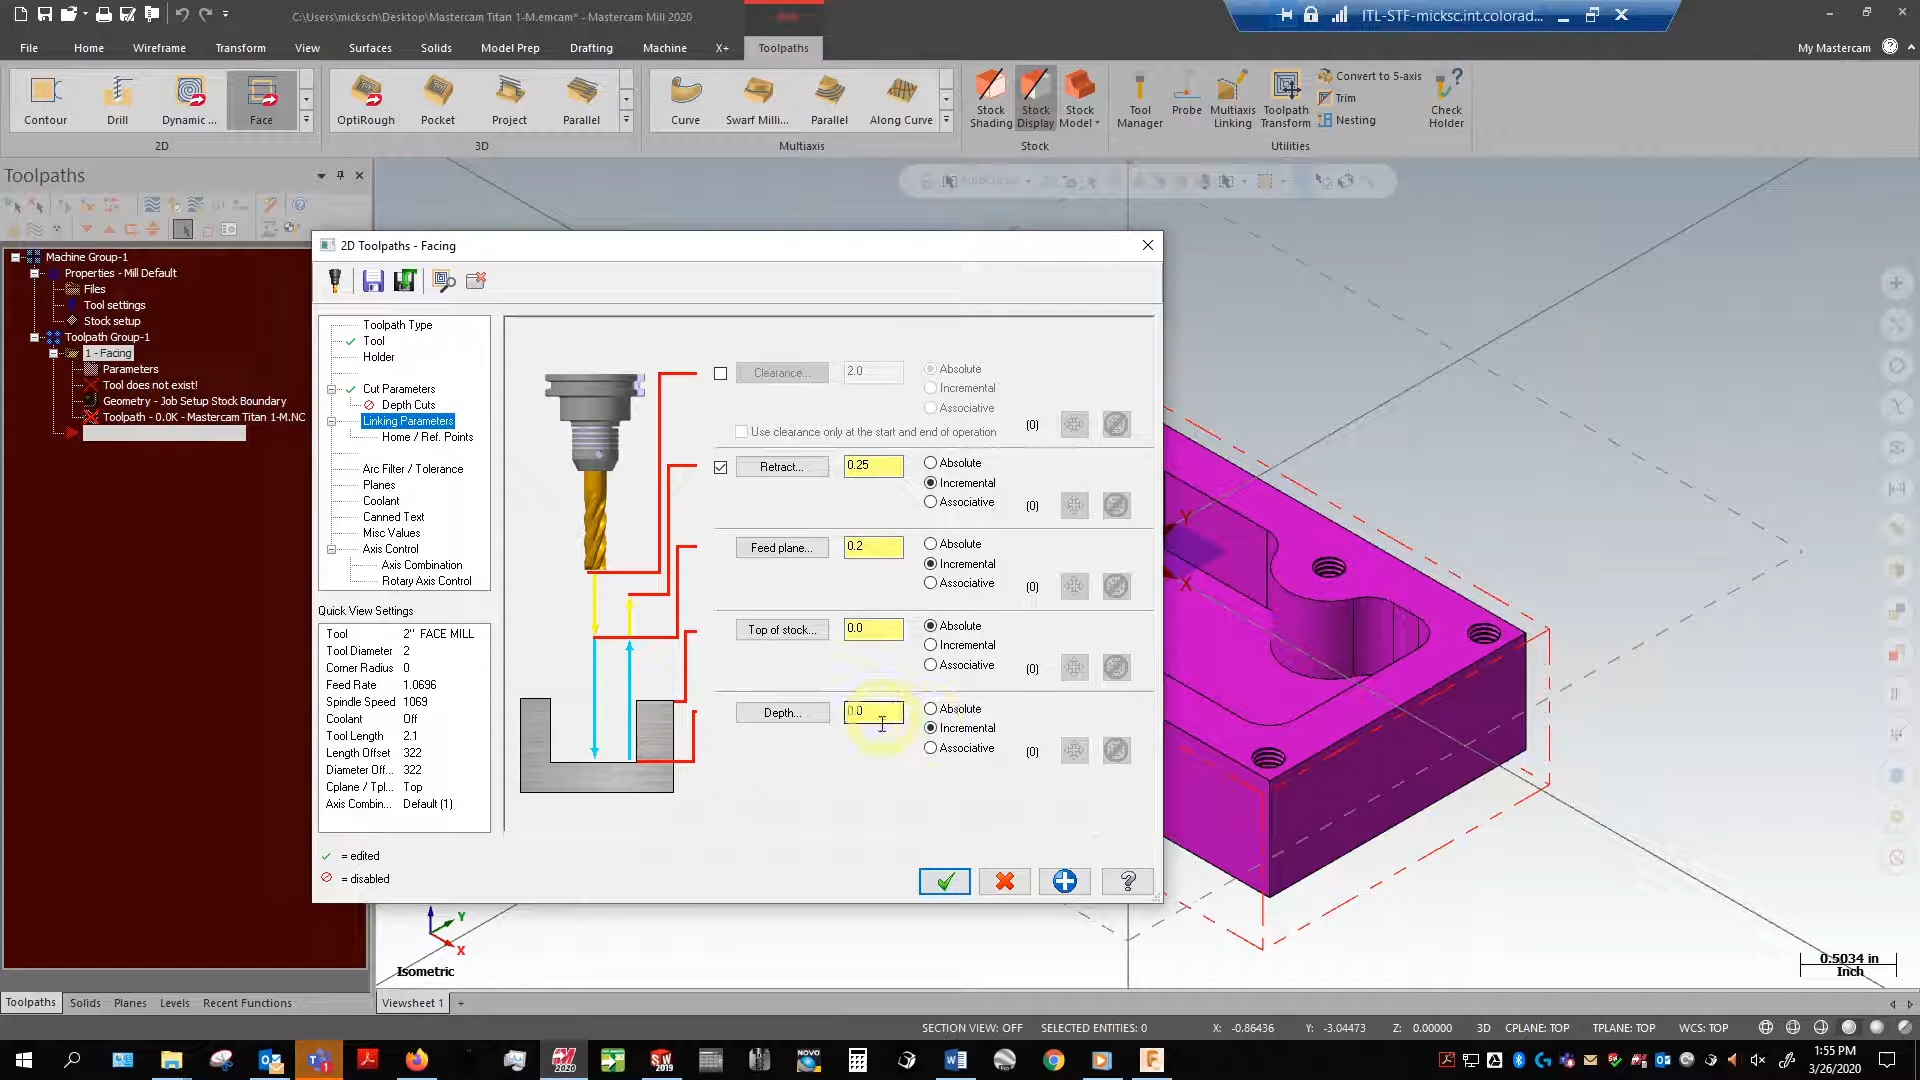 C:\Users\micksch\Desktop\Mastercam Titan 1-M.emcam* - Mastercam Mill 2020
ITL-STF-micksc.int.colorad...
File Home Wireframe Transform View Surfaces Solids Model Prep Drafting Machine X+ Toolpaths
My Mastercam
Contour Drill Dynamic ... Face
OptiRough Pocket Project Parallel
Curve Swarf Milli... Parallel Along Curve
Stock Shading
Stock Display
Stock Model
Tool Manager
Probe
Multiaxis Linking
Toolpath Transform
Convert to 5-axis
Trim
Nesting
Check Holder
2D 3D Multiaxis Stock Utilities
Toolpaths
Machine Group-1
Properties - Mill Default
Files
Tool settings
Stock setup
Toolpath Group-1
1 - Facing
Parameters
Tool does not exist!
Geometry - Job Setup Stock Boundary
Toolpath - 0.0K - Mastercam Titan 1-M.NC
2D Toolpaths - Facing
Toolpath Type
Tool
Holder
Cut Parameters
Depth Cuts
Linking Parameters
Home / Ref. Points
Arc Filter / Tolerance
Planes
Coolant
Canned Text
Misc Values
Axis Control
Axis Combination
Rotary Axis Control
Quick View Settings
Tool 2" FACE MILL
Tool Diameter 2
Corner Radius 0
Feed Rate 1.0696
Spindle Speed 1069
Coolant Off
Tool Length 2.1
Length Offset 322
Diameter Off... 322
Cplane / Tpl... Top
Axis Combin... Default (1)
= edited
= disabled
Clearance... 2.0 Absolute
Incremental
Associative
Use clearance only at the start and end of operation (0)
Retract... 0.25 Absolute
Incremental
Associative (0)
Feed plane... 0.2 Absolute
Incremental
Associative (0)
Top of stock... 0.0 Absolute
Incremental
Associative (0)
Depth... 0.0 Absolute
Incremental
Associative (0)
Y
X
Y
X
Isometric
0.5034 in
Inch
Toolpaths Solids Planes Levels Recent Functions
Viewsheet 1 +
SECTION VIEW: OFF SELECTED ENTITIES: 0 X: -0.86436 Y: -3.04473 Z: 0.00000 3D CPLANE: TOP TPLANE: TOP WCS: TOP
1:55 PM
3/26/2020